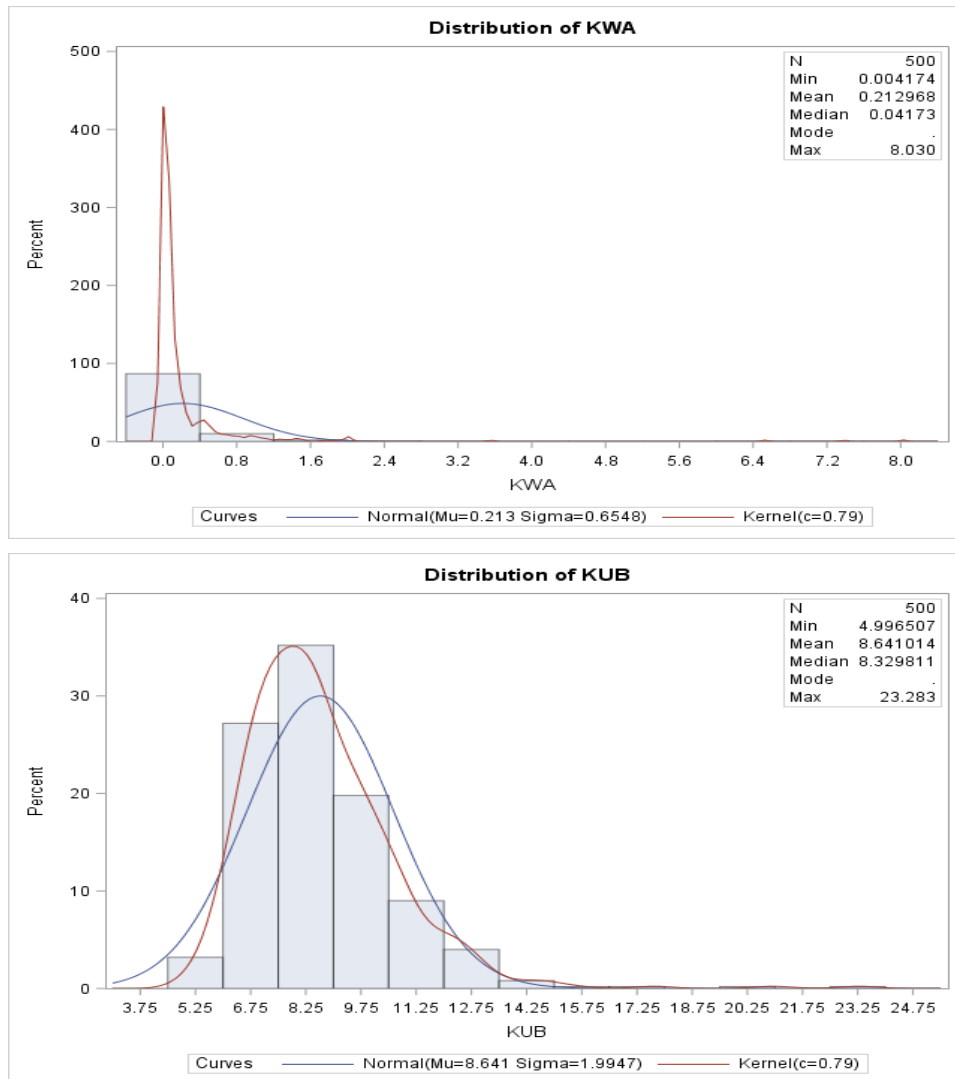 Distribution of KWA
500
400
300
200
100
0
Percent
N 500
Min 0.004174
Mean 0.212968
Median 0.04173
Mode .
Max 8.030
0.0 0.8 1.6 2.4 3.2 4.0 4.8 5.6 6.4 7.2 8.0
KWA
Curves Normal(Mu=0.213 Sigma=0.6548) Kernel(c=0.79)
Distribution of KUB
40
30
20
10
0
Percent
N 500
Min 4.996507
Mean 8.641014
Median 8.329811
Mode .
Max 23.283
3.75 5.25 6.75 8.25 9.75 11.25 12.75 14.25 15.75 17.25 18.75 20.25 21.75 23.25 24.75
KUB
Curves Normal(Mu=8.641 Sigma=1.9947) Kernel(c=0.79)